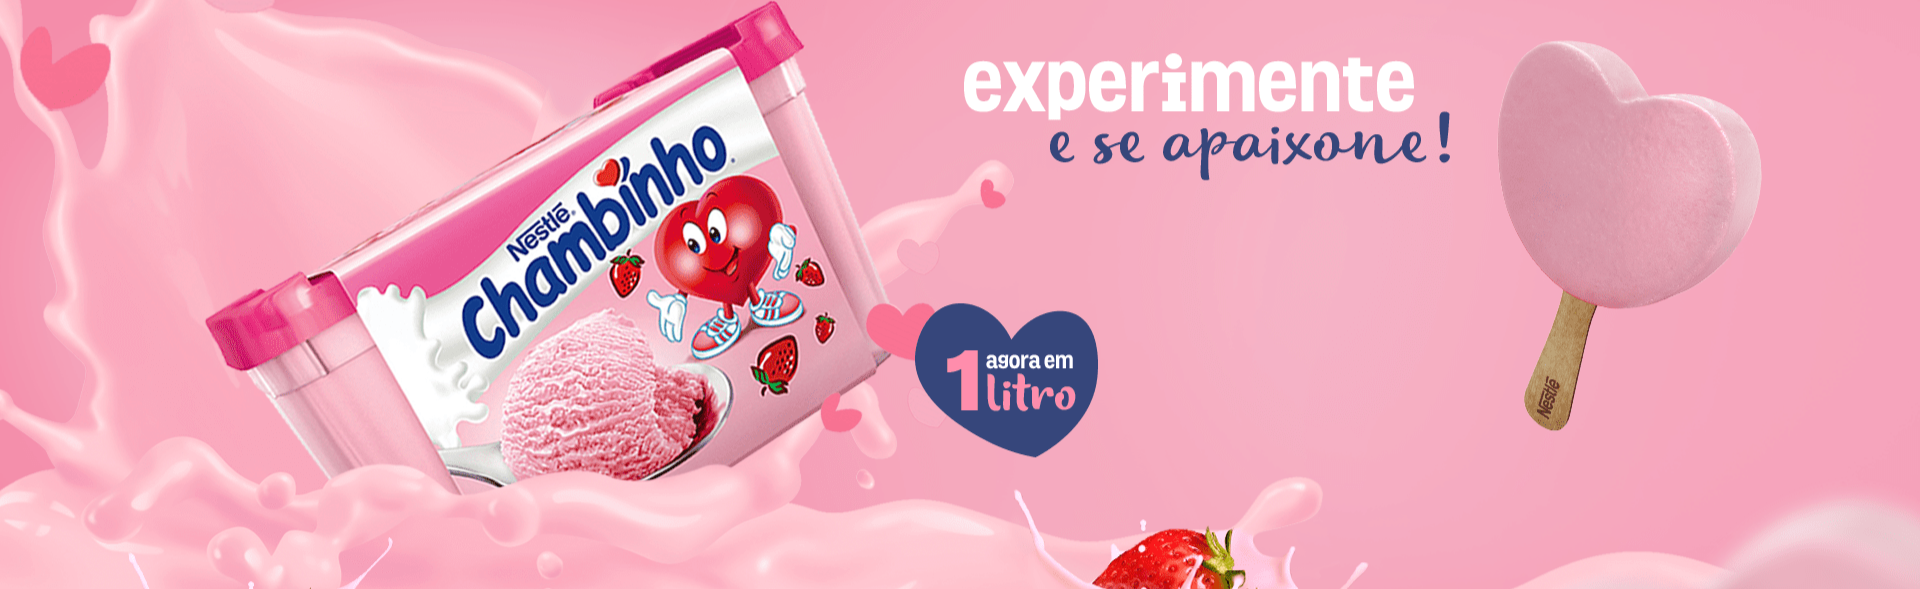 experimente
e se apaixone!
Nestlé
Chambinho
1 agora em
litro
Nestlé